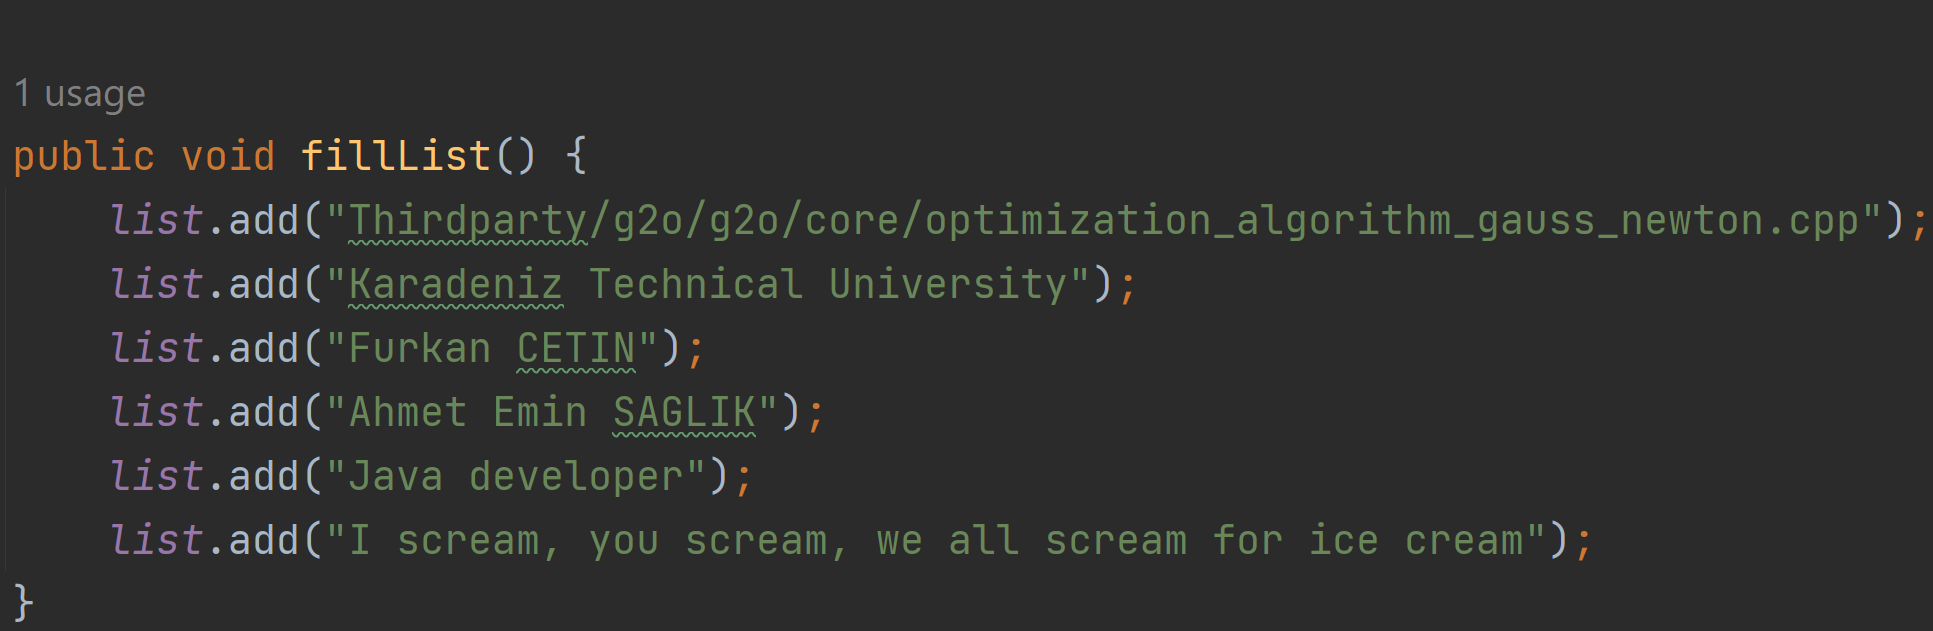 1 usage
public void fillList() {
list.add("Thirdparty/g2o/g2o/core/optimization_algorithm_gauss_newton.cpp");
list.add("Karadeniz Technical University");
list.add("Furkan CETIN");
list.add("Ahmet Emin SAGLIK");
list.add("Java developer");
list.add("I scream, you scream, we all scream for ice cream");
}